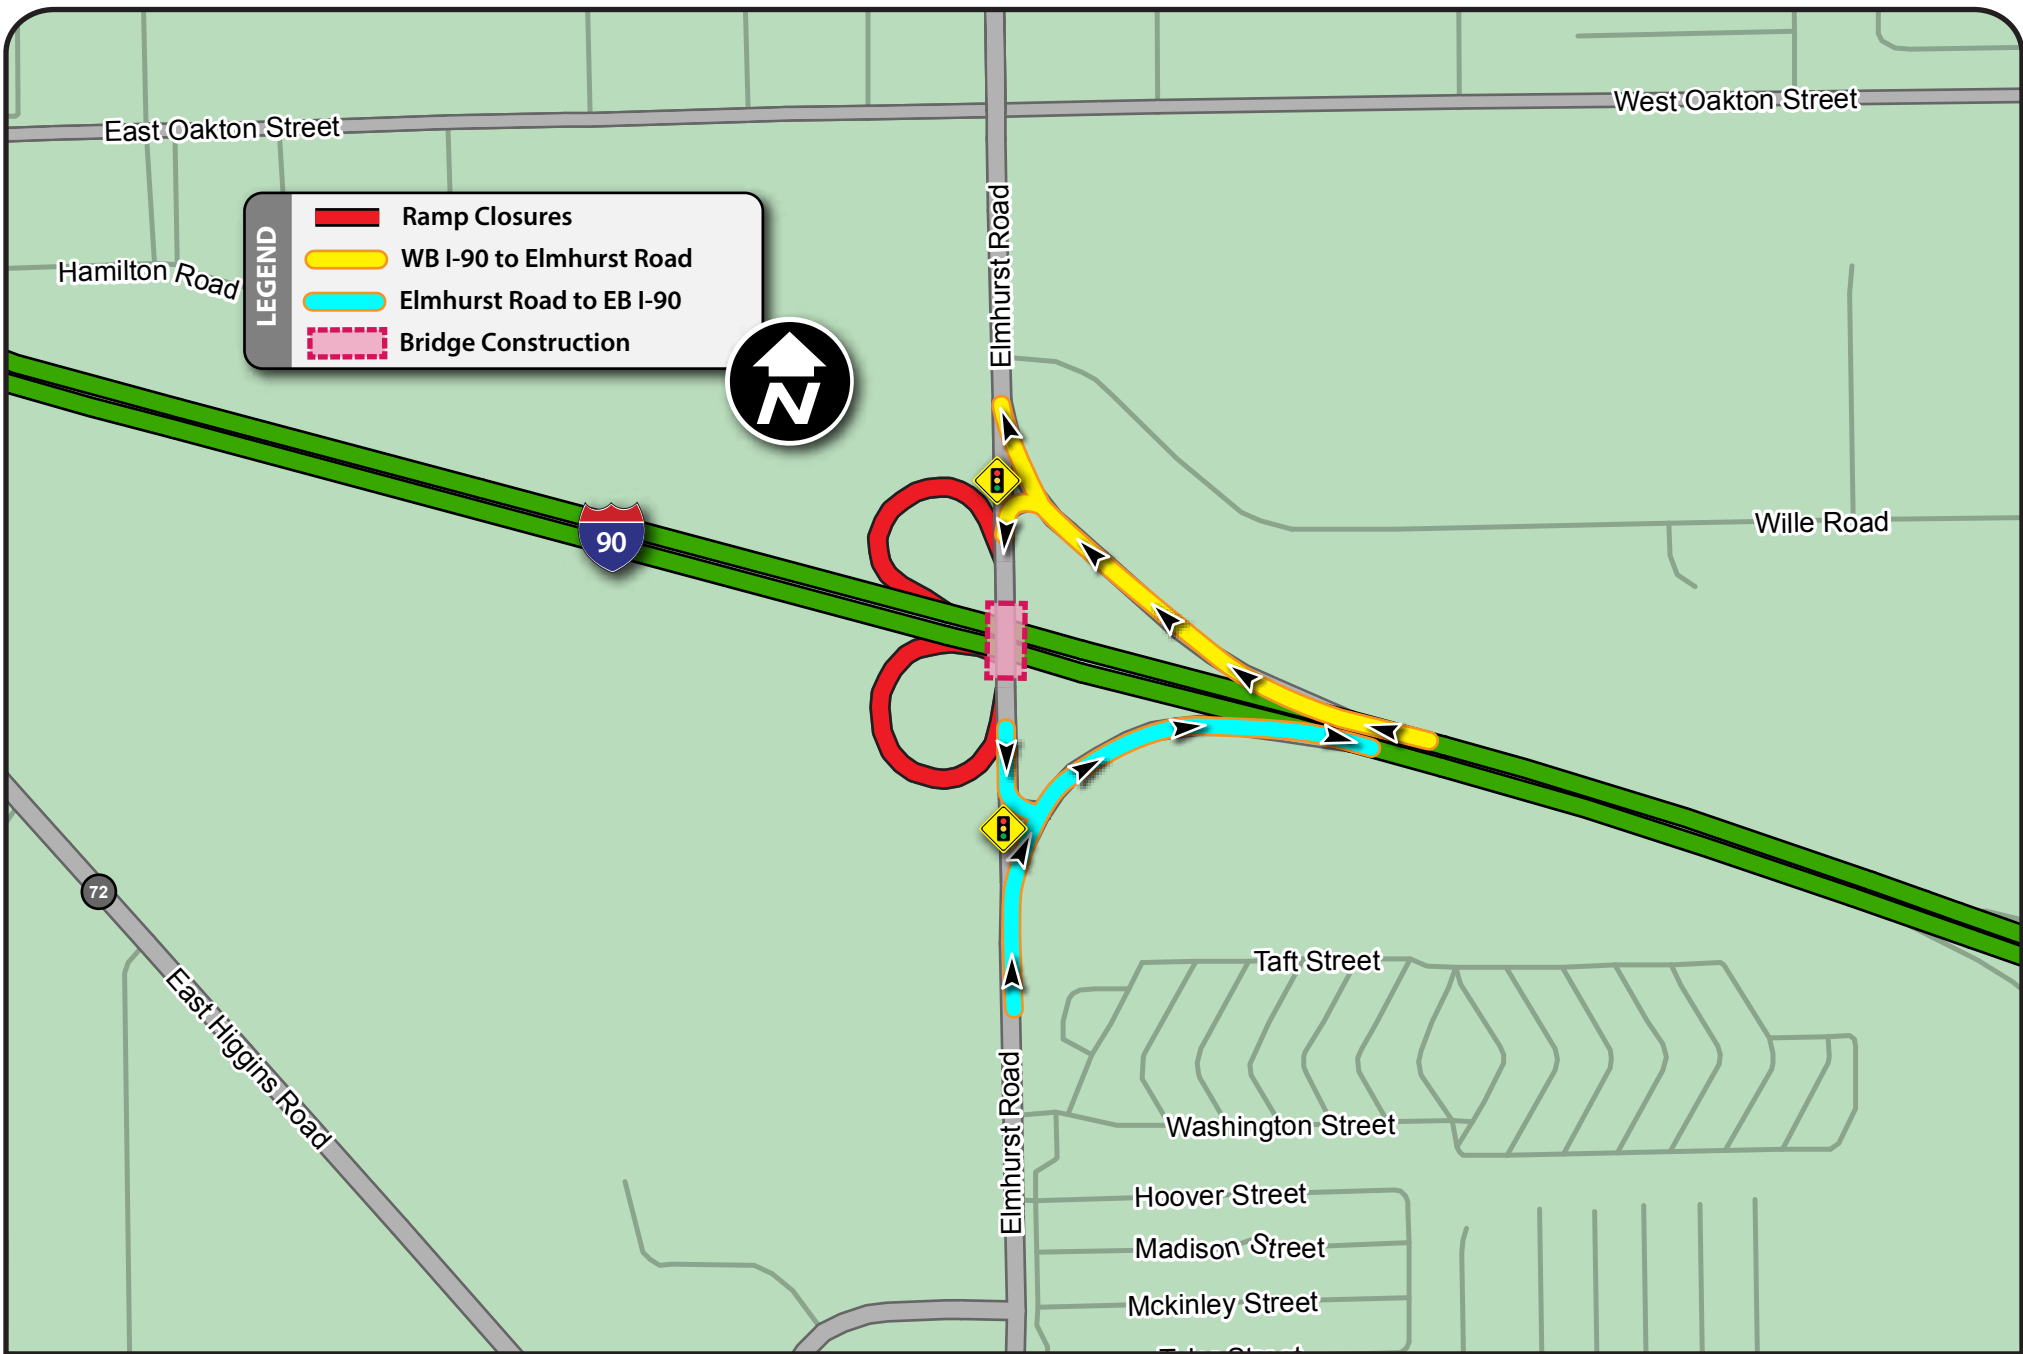 West Oakton Street
East Oakton Street
Elmhurst Road
LEGEND
Ramp Closures
WB I-90 to Elmhurst Road
Elmhurst Road to EB I-90
Bridge Construction
Hamilton Road
N
90
Wille Road
72
East Higgins Road
Taft Street
Elmhurst Road
Washington Street
Hoover Street
Madison Street
Mckinley Street